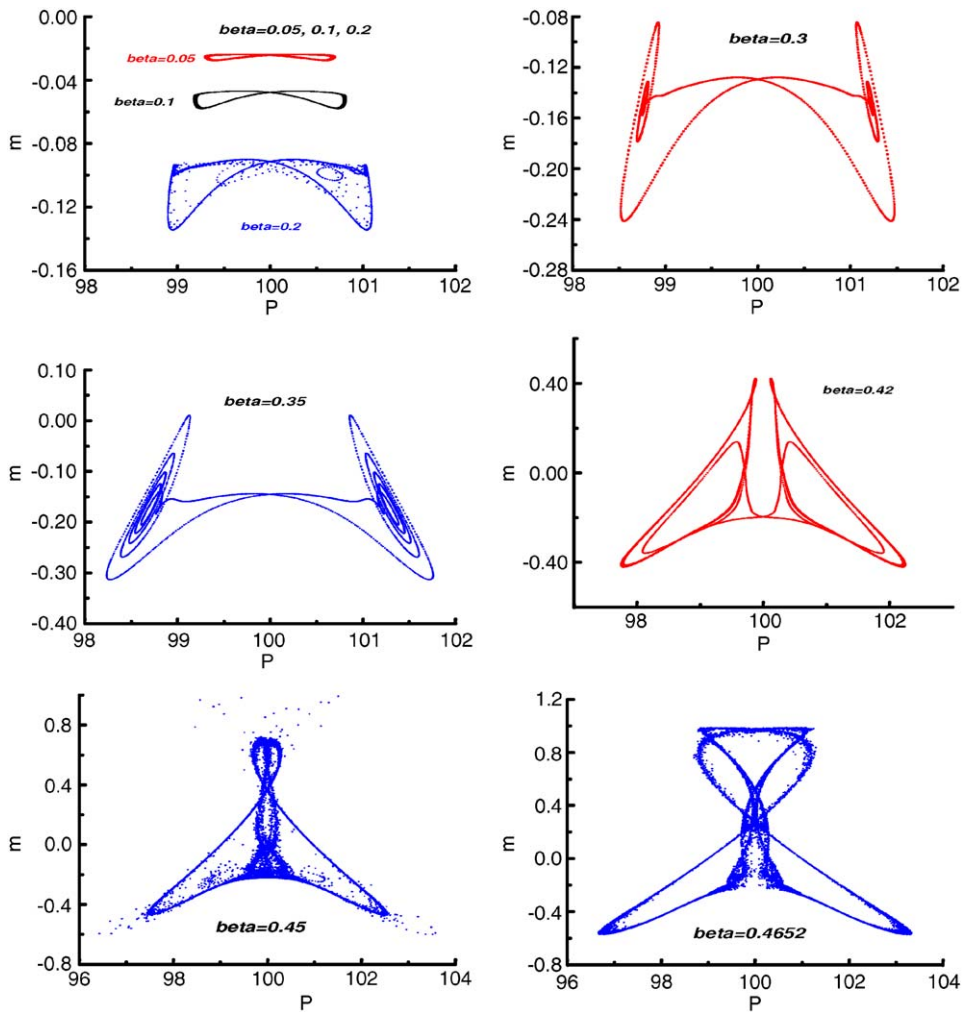 0.00
-0.04
-0.08
-0.12
-0.16
m
beta=0.05, 0.1, 0.2
beta=0.05
beta=0.1
beta=0.2
98 99 100 101 102
P
-0.08
-0.12
-0.16
-0.20
-0.24
-0.28
m
beta=0.3
98 99 100 101 102
P
0.10
0.00
-0.10
-0.20
-0.30
-0.40
m
beta=0.35
98 99 100 101 102
P
0.40
0.00
-0.40
m
beta=0.42
98 100 102
P
0.8
0.4
0.0
-0.4
-0.8
m
beta=0.45
96 98 100 102 104
P
1.2
0.8
0.4
0.0
-0.4
-0.8
m
beta=0.4652
96 98 100 102 104
P